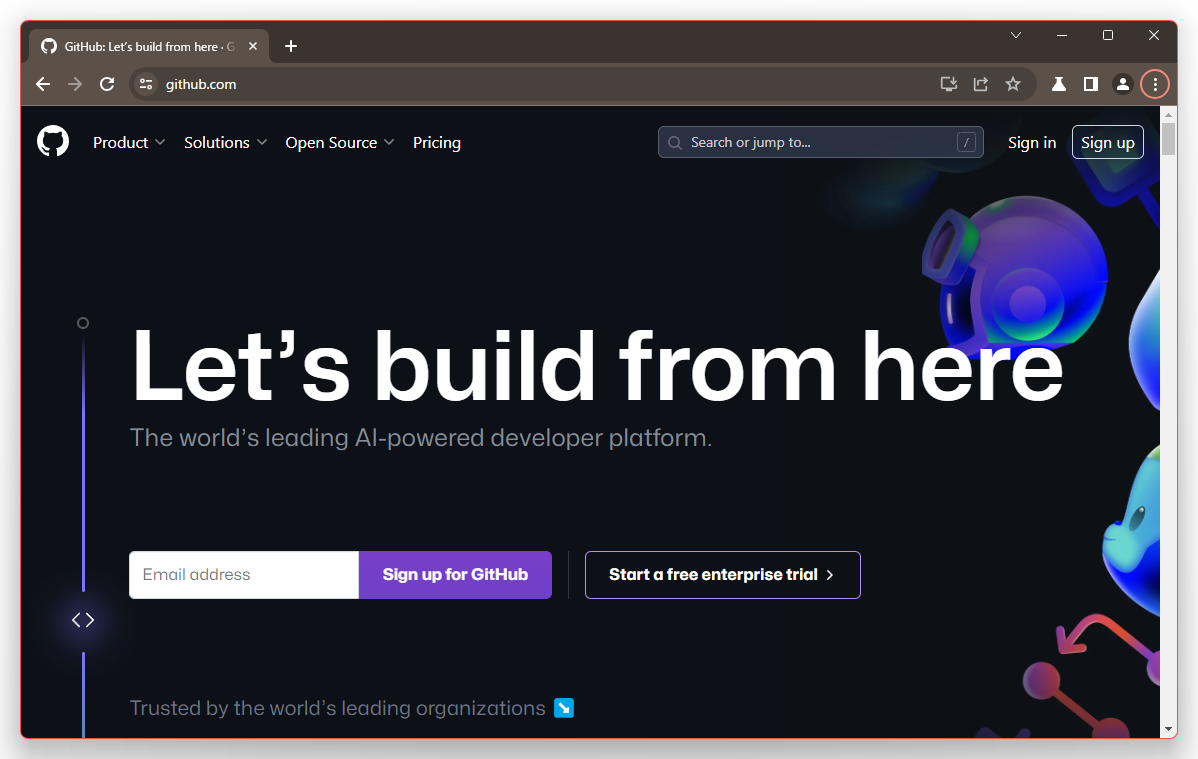 GitHub: Let's build from here · G
github.com
Product Solutions Open Source Pricing Search or jump to... / Sign in Sign up
Let’s build from here
The world’s leading AI-powered developer platform.
Email address Sign up for GitHub Start a free enterprise trial
Trusted by the world’s leading organizations